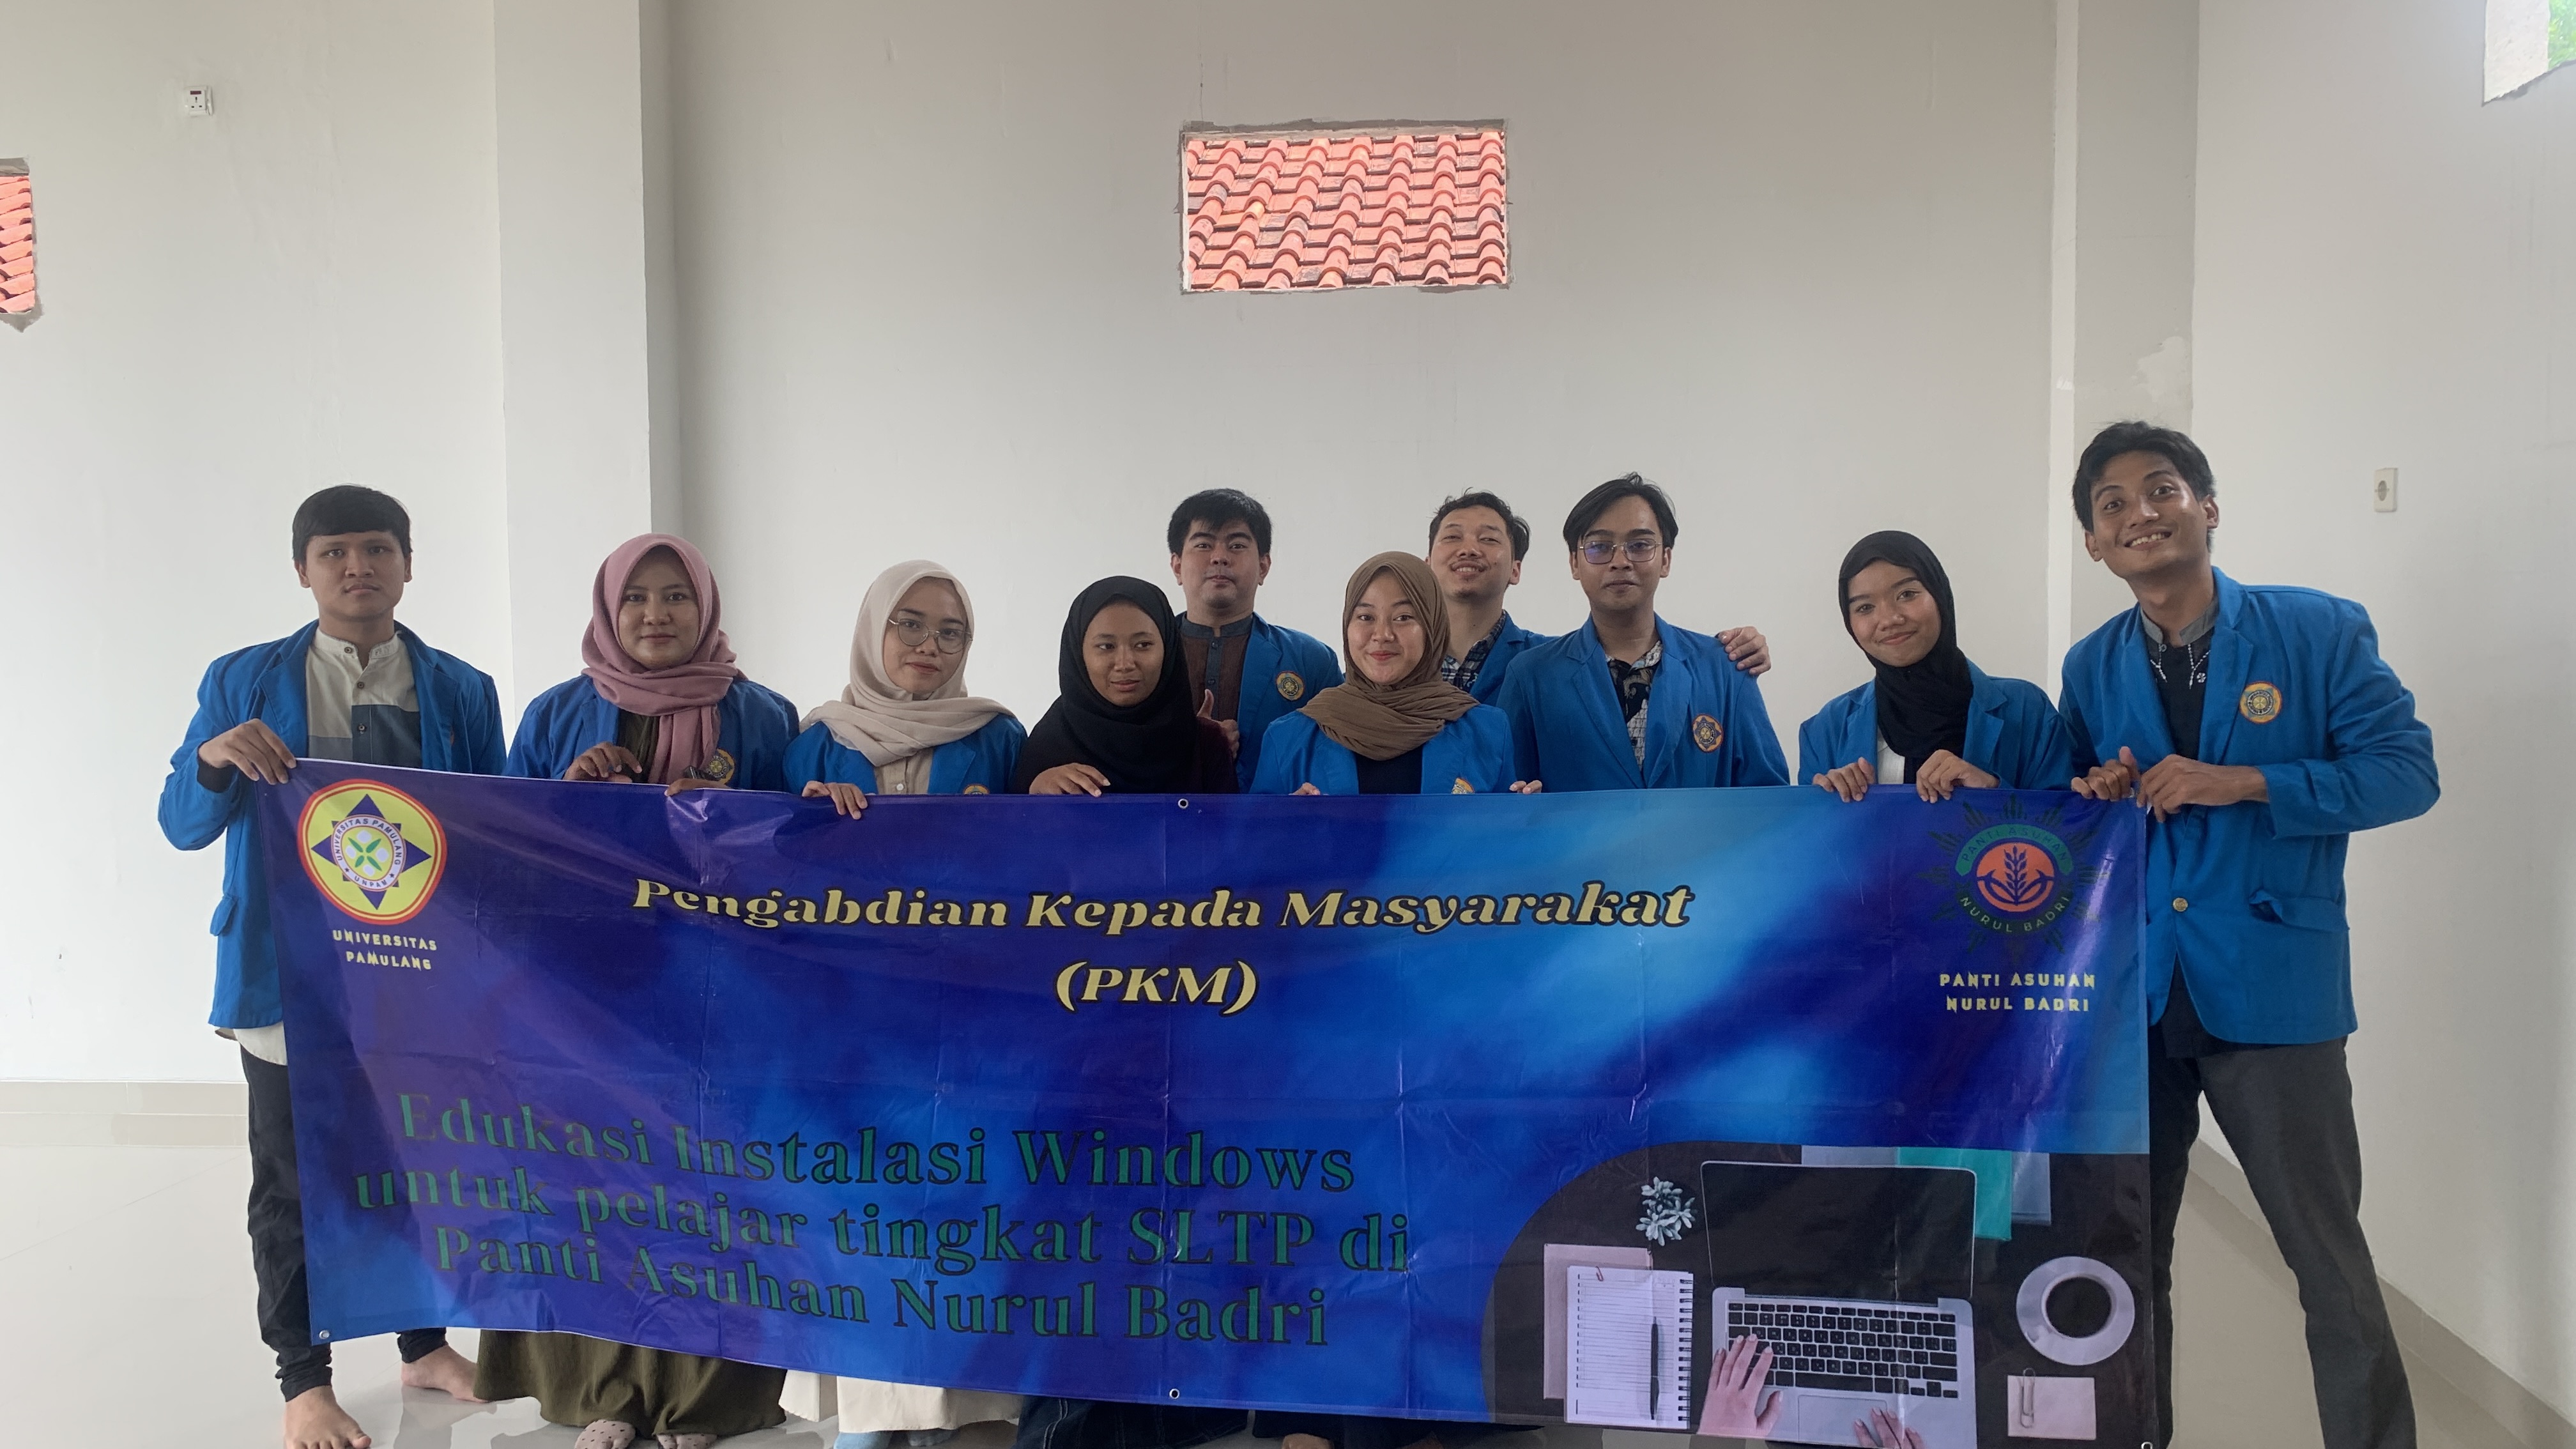 UNIVERSITAS PAMULANG
UNPAM
UNIVERSITAS
PAMULANG
Pengabdian Kepada Masyarakat
(PKM)
PANTI ASUHAN
NURUL BADRI
PANTI ASUHAN
NURUL BADRI
Edukasi Instalasi Windows
untuk pelajar tingkat SLTP di
Panti Asuhan Nurul Badri